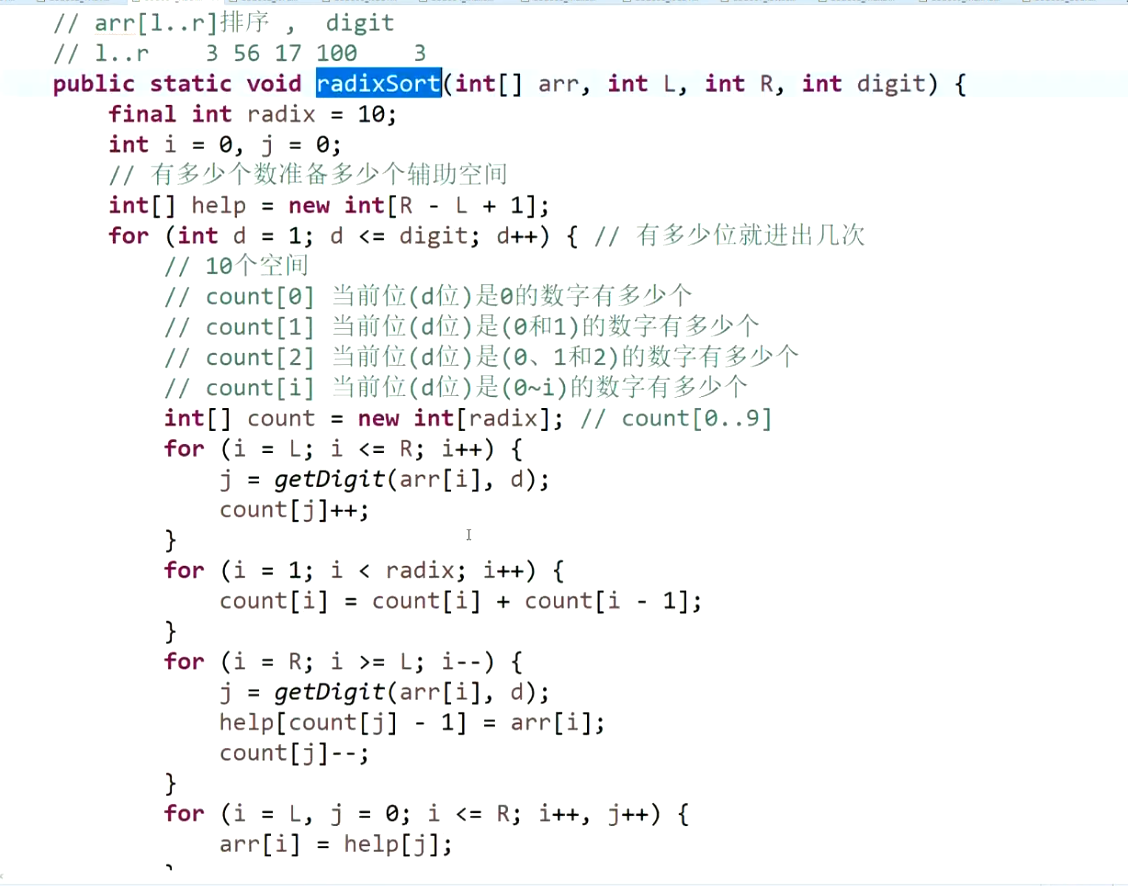 // arr[l..r]排序 ,  digit
// l..r    3 56 17 100    3
public static void radixSort(int[] arr, int L, int R, int digit) {
    final int radix = 10;
    int i = 0, j = 0;
    // 有多少个数准备多少个辅助空间
    int[] help = new int[R - L + 1];
    for (int d = 1; d <= digit; d++) { // 有多少位就进出几次
        // 10个空间
        // count[0] 当前位(d位)是0的数字有多少个
        // count[1] 当前位(d位)是(0和1)的数字有多少个
        // count[2] 当前位(d位)是(0、1和2)的数字有多少个
        // count[i] 当前位(d位)是(0~i)的数字有多少个
        int[] count = new int[radix]; // count[0..9]
        for (i = L; i <= R; i++) {
            j = getDigit(arr[i], d);
            count[j]++;
        }
        for (i = 1; i < radix; i++) {
            count[i] = count[i] + count[i - 1];
        }
        for (i = R; i >= L; i--) {
            j = getDigit(arr[i], d);
            help[count[j] - 1] = arr[i];
            count[j]--;
        }
        for (i = L, j = 0; i <= R; i++, j++) {
            arr[i] = help[j];